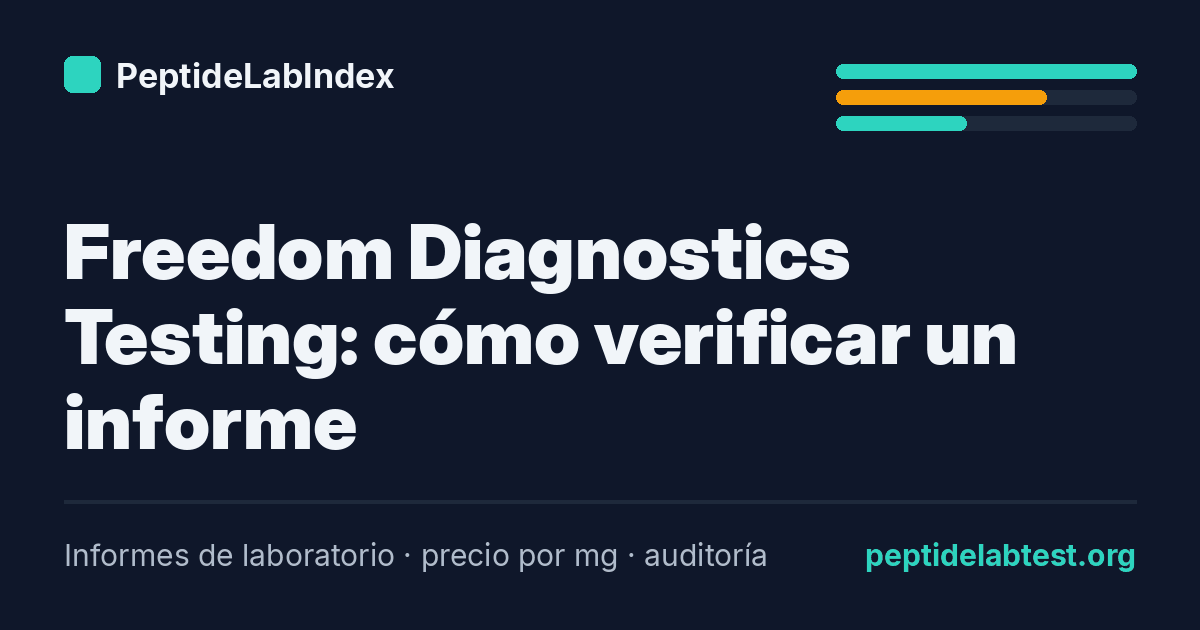 PeptideLabIndex
Freedom Diagnostics
Testing: cómo verificar un
informe
Informes de laboratorio · precio por mg · auditoría
peptidelabtest.org